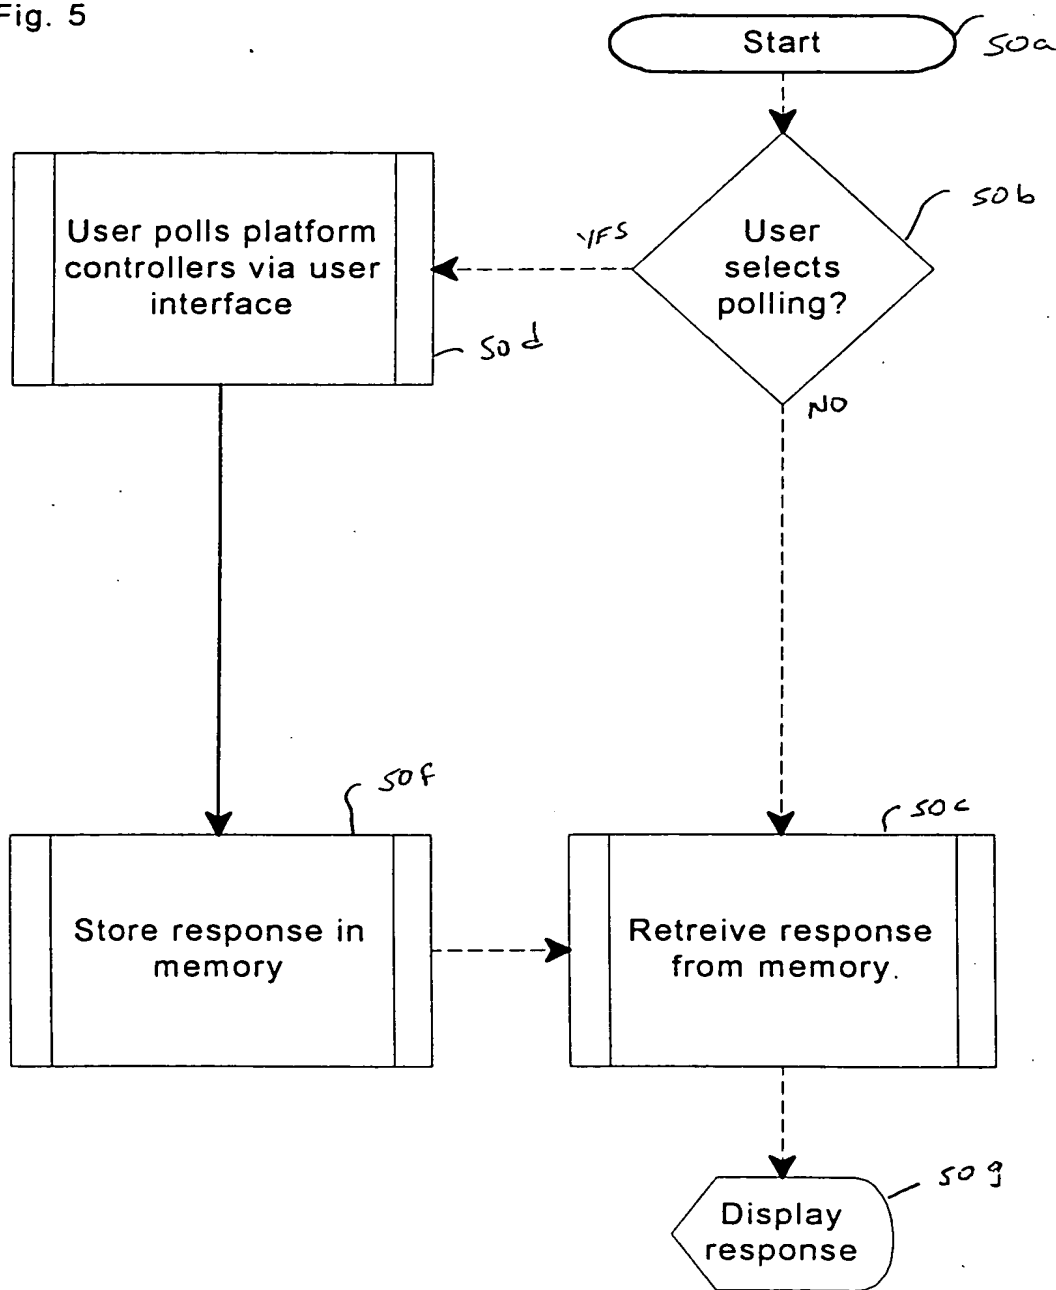 Fig. 5
Start
50a
User
selects
polling?
50b
YES
NO
User polls platform
controllers via user
interface
50d
Store response in
memory
50f
Retreive response
from memory.
50c
Display
response
50g